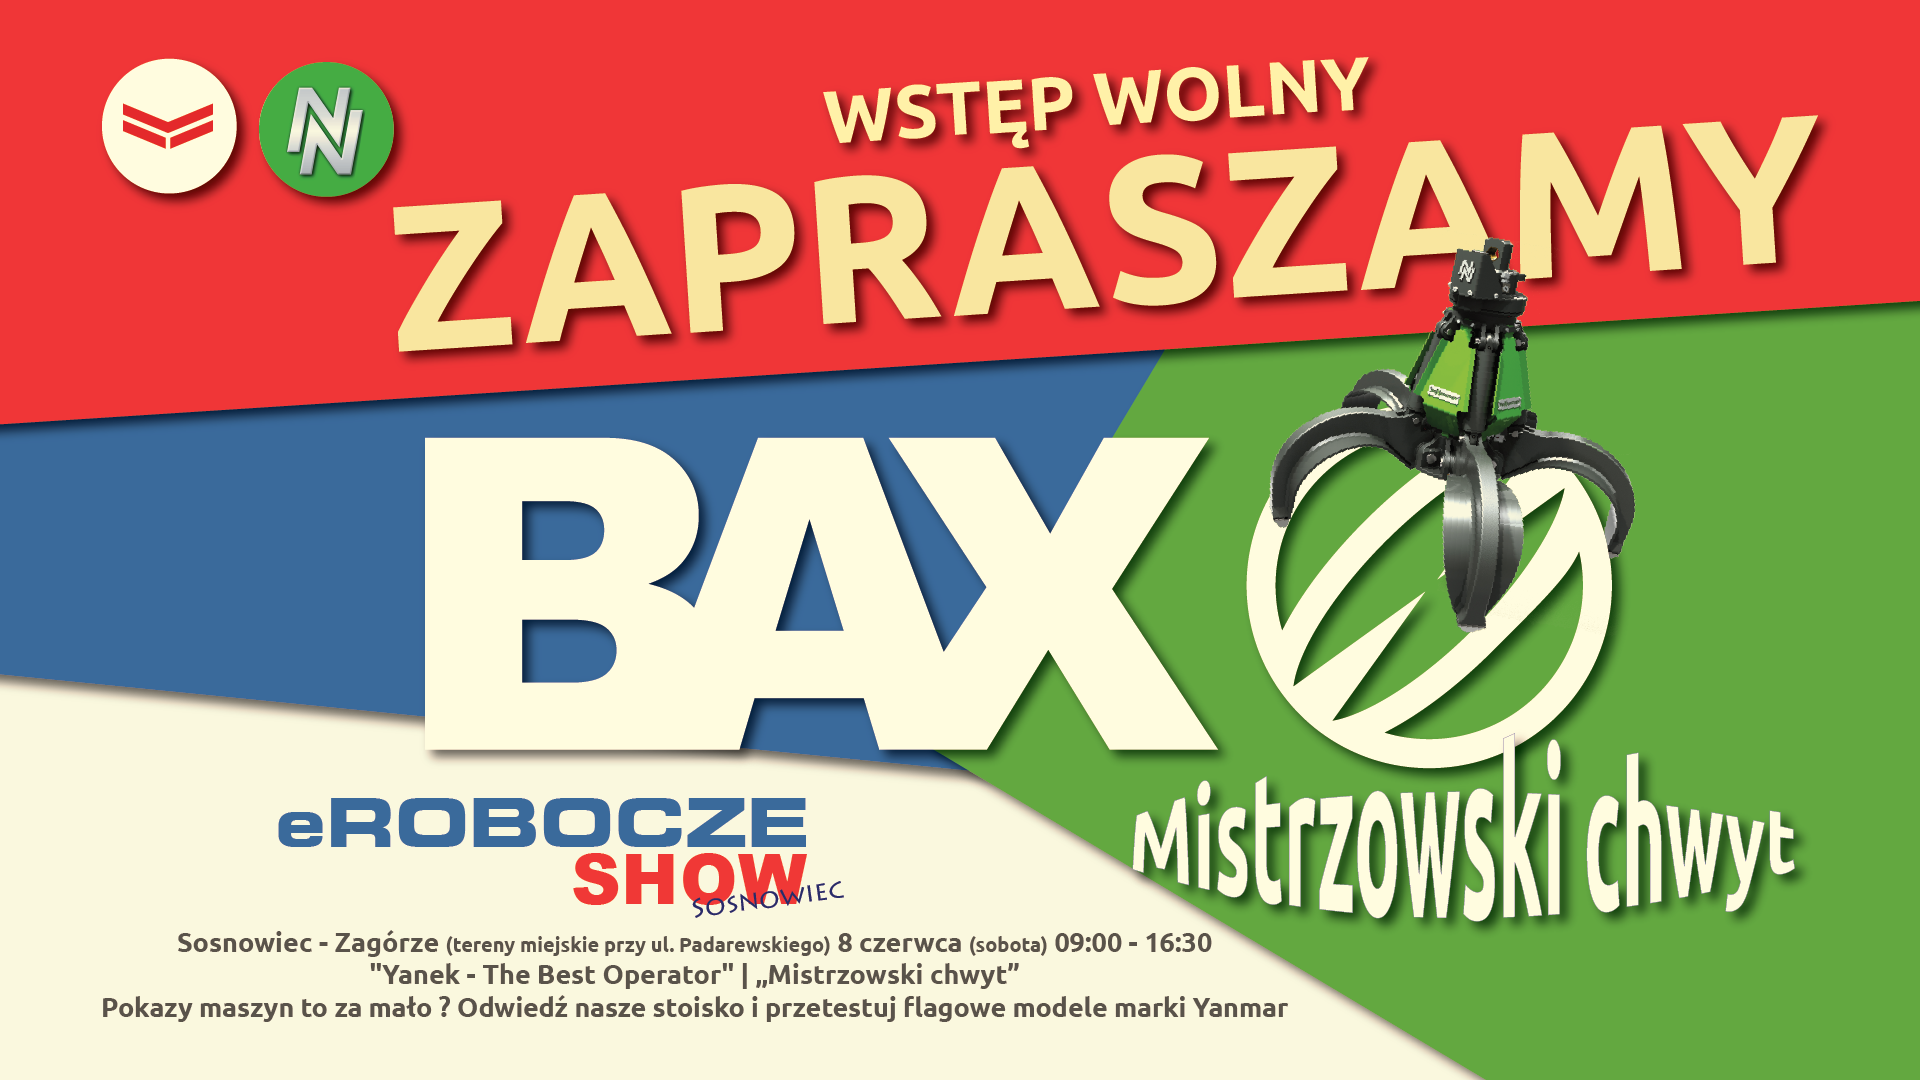 WSTĘP WOLNY
ZAPRASZAMY
BAX
Mistrzowski chwyt
eROBOCZE
SHOW
SOSNOWIEC
Sosnowiec - Zagórze (tereny miejskie przy ul. Padarewskiego) 8 czerwca (sobota) 09:00 - 16:30
"Yanek - The Best Operator" | „Mistrzowski chwyt”
Pokazy maszyn to za mało ? Odwiedź nasze stoisko i przetestuj flagowe modele marki Yanmar